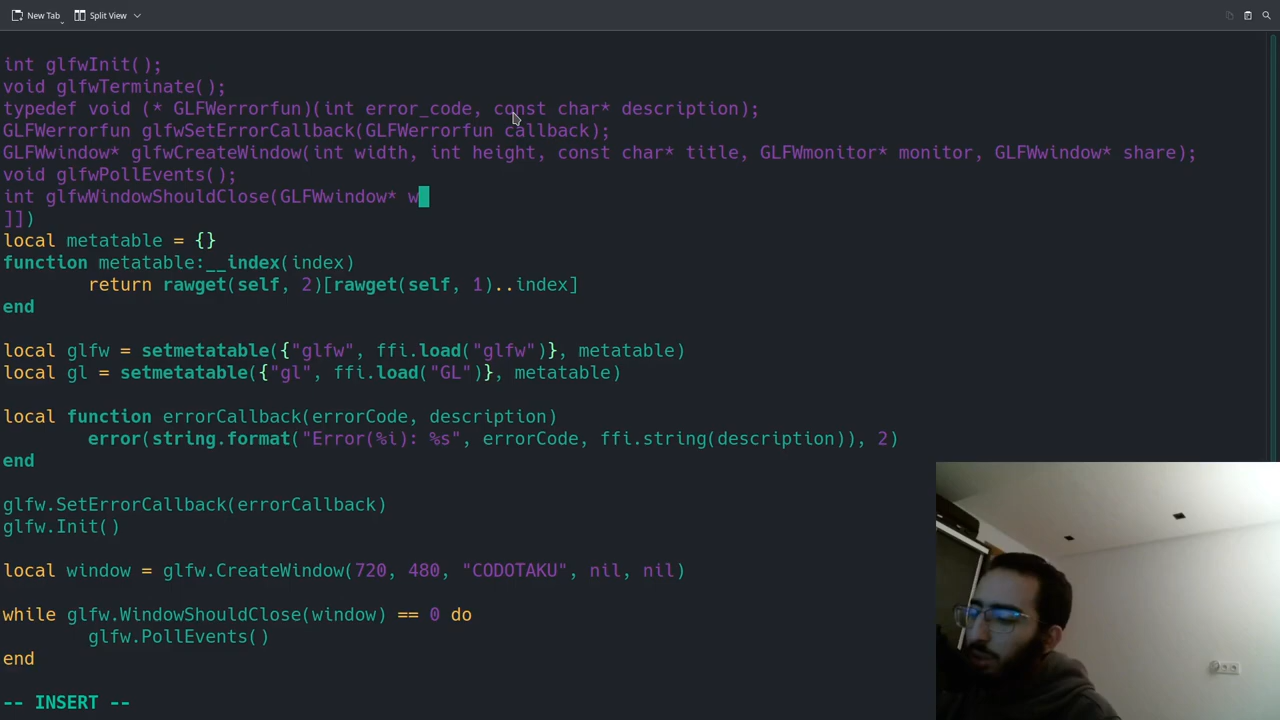 New Tab
Split View
int glfwInit();
void glfwTerminate();
typedef void (* GLFWerrorfun)(int error_code, const char* description);
GLFWerrorfun glfwSetErrorCallback(GLFWerrorfun callback);
GLFWwindow* glfwCreateWindow(int width, int height, const char* title, GLFWmonitor* monitor, GLFWwindow* share);
void glfwPollEvents();
int glfwWindowShouldClose(GLFWwindow* w
]])
local metatable = {}
function metatable:__index(index)
        return rawget(self, 2)[rawget(self, 1)..index]
end
local glfw = setmetatable({"glfw", ffi.load("glfw")}, metatable)
local gl = setmetatable({"gl", ffi.load("GL")}, metatable)
local function errorCallback(errorCode, description)
        error(string.format("Error(%i): %s", errorCode, ffi.string(description)), 2)
end
glfw.SetErrorCallback(errorCallback)
glfw.Init()
local window = glfw.CreateWindow(720, 480, "CODOTAKU", nil, nil)
while glfw.WindowShouldClose(window) == 0 do
        glfw.PollEvents()
end
-- INSERT --